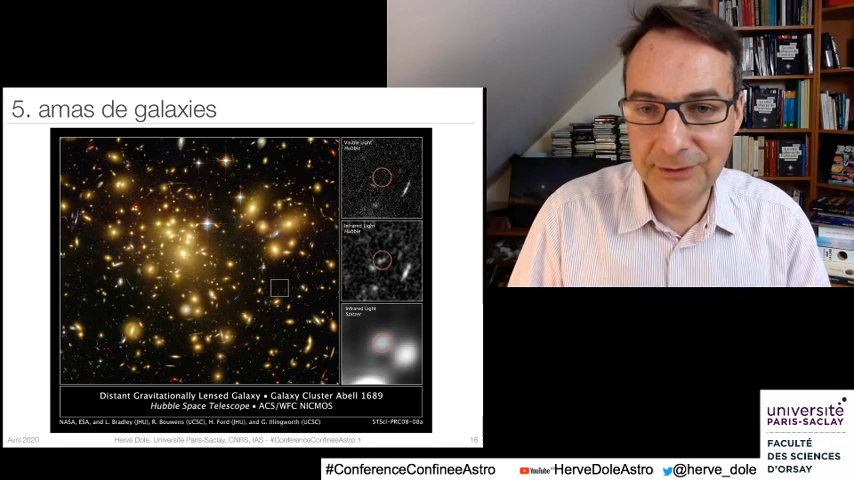 5. amas de galaxies
Visible Light
Hubble
Infrared Light
Hubble
Infrared Light
Spitzer
Distant Gravitationally Lensed Galaxy • Galaxy Cluster Abell 1689
Hubble Space Telescope • ACS/WFC NICMOS
NASA, ESA, and L. Bradley (JHU), R. Bouwens (UCSC), H. Ford (JHU), and G. Illingworth (UCSC)
STScI-PRC08-08a
Avril 2020
Hervé Dole, Université Paris-Saclay, CNRS, IAS - #ConferenceConfineeAstro 1
16
université
PARIS-SACLAY
FACULTÉ
DES SCIENCES
D'ORSAY
#ConferenceConfineeAstro
YouTube
HerveDoleAstro
@herve_dole